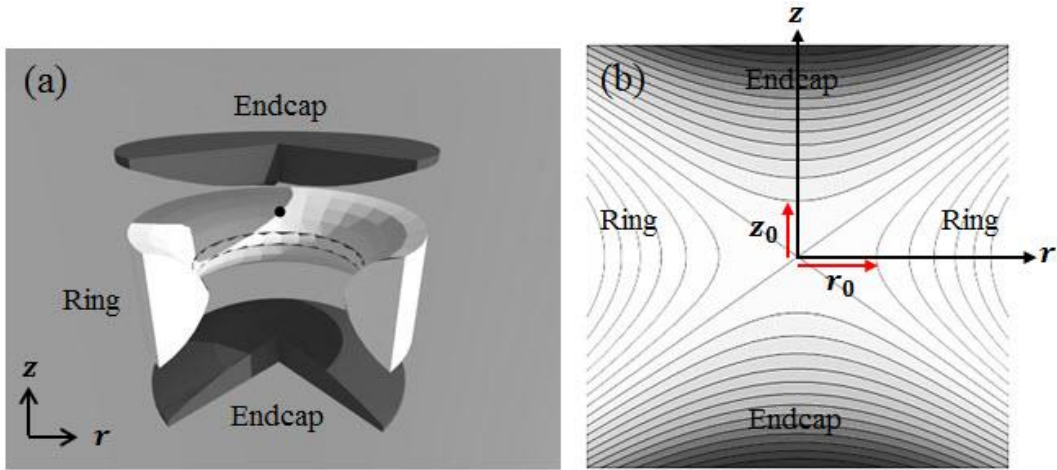 (a)
Endcap
Ring
Endcap
z
r
(b)
z
Endcap
Ring
Ring
z₀
r
r₀
Endcap